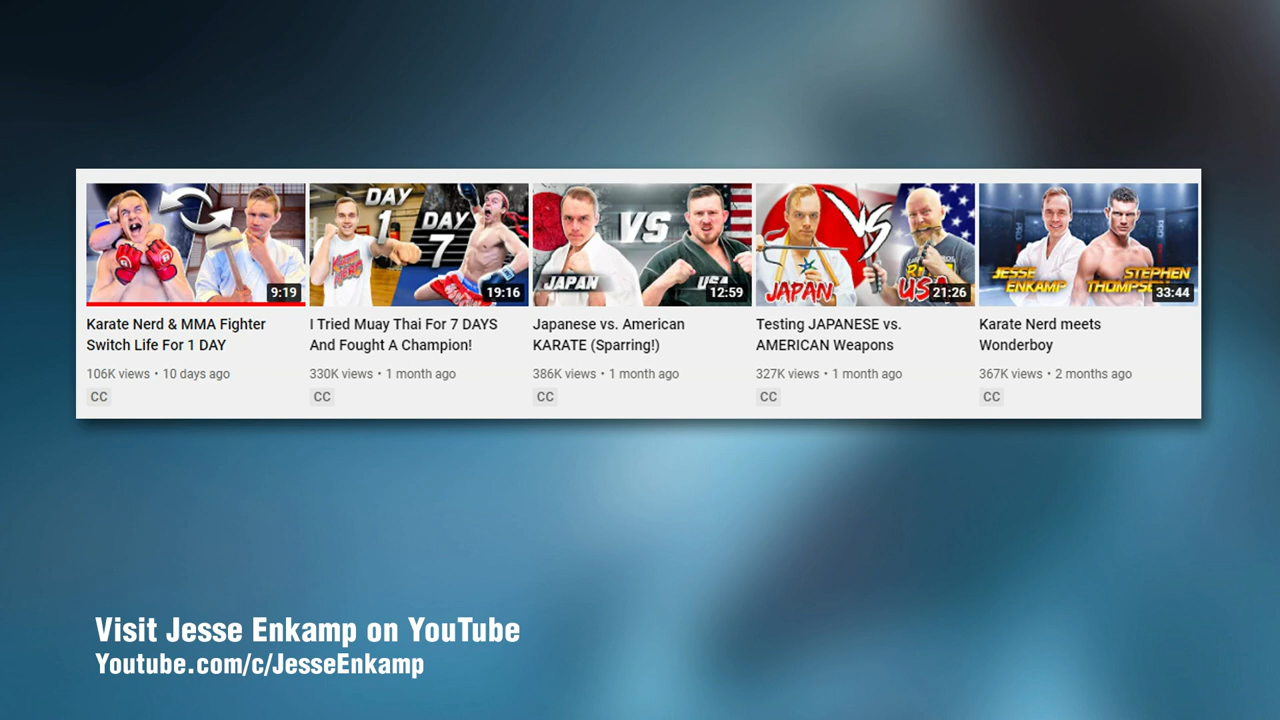 DAY
1
DAY
7
VS
JAPAN
USA
VS
JAPAN
USA
JESSE
ENKAMP
STEPHEN
THOMPSON
9:19
19:16
12:59
21:26
33:44
Karate Nerd & MMA Fighter
Switch Life For 1 DAY
106K views • 10 days ago
CC
I Tried Muay Thai For 7 DAYS
And Fought A Champion!
330K views • 1 month ago
CC
Japanese vs. American
KARATE (Sparring!)
386K views • 1 month ago
CC
Testing JAPANESE vs.
AMERICAN Weapons
327K views • 1 month ago
CC
Karate Nerd meets
Wonderboy
367K views • 2 months ago
CC
Visit Jesse Enkamp on YouTube
Youtube.com/c/JesseEnkamp